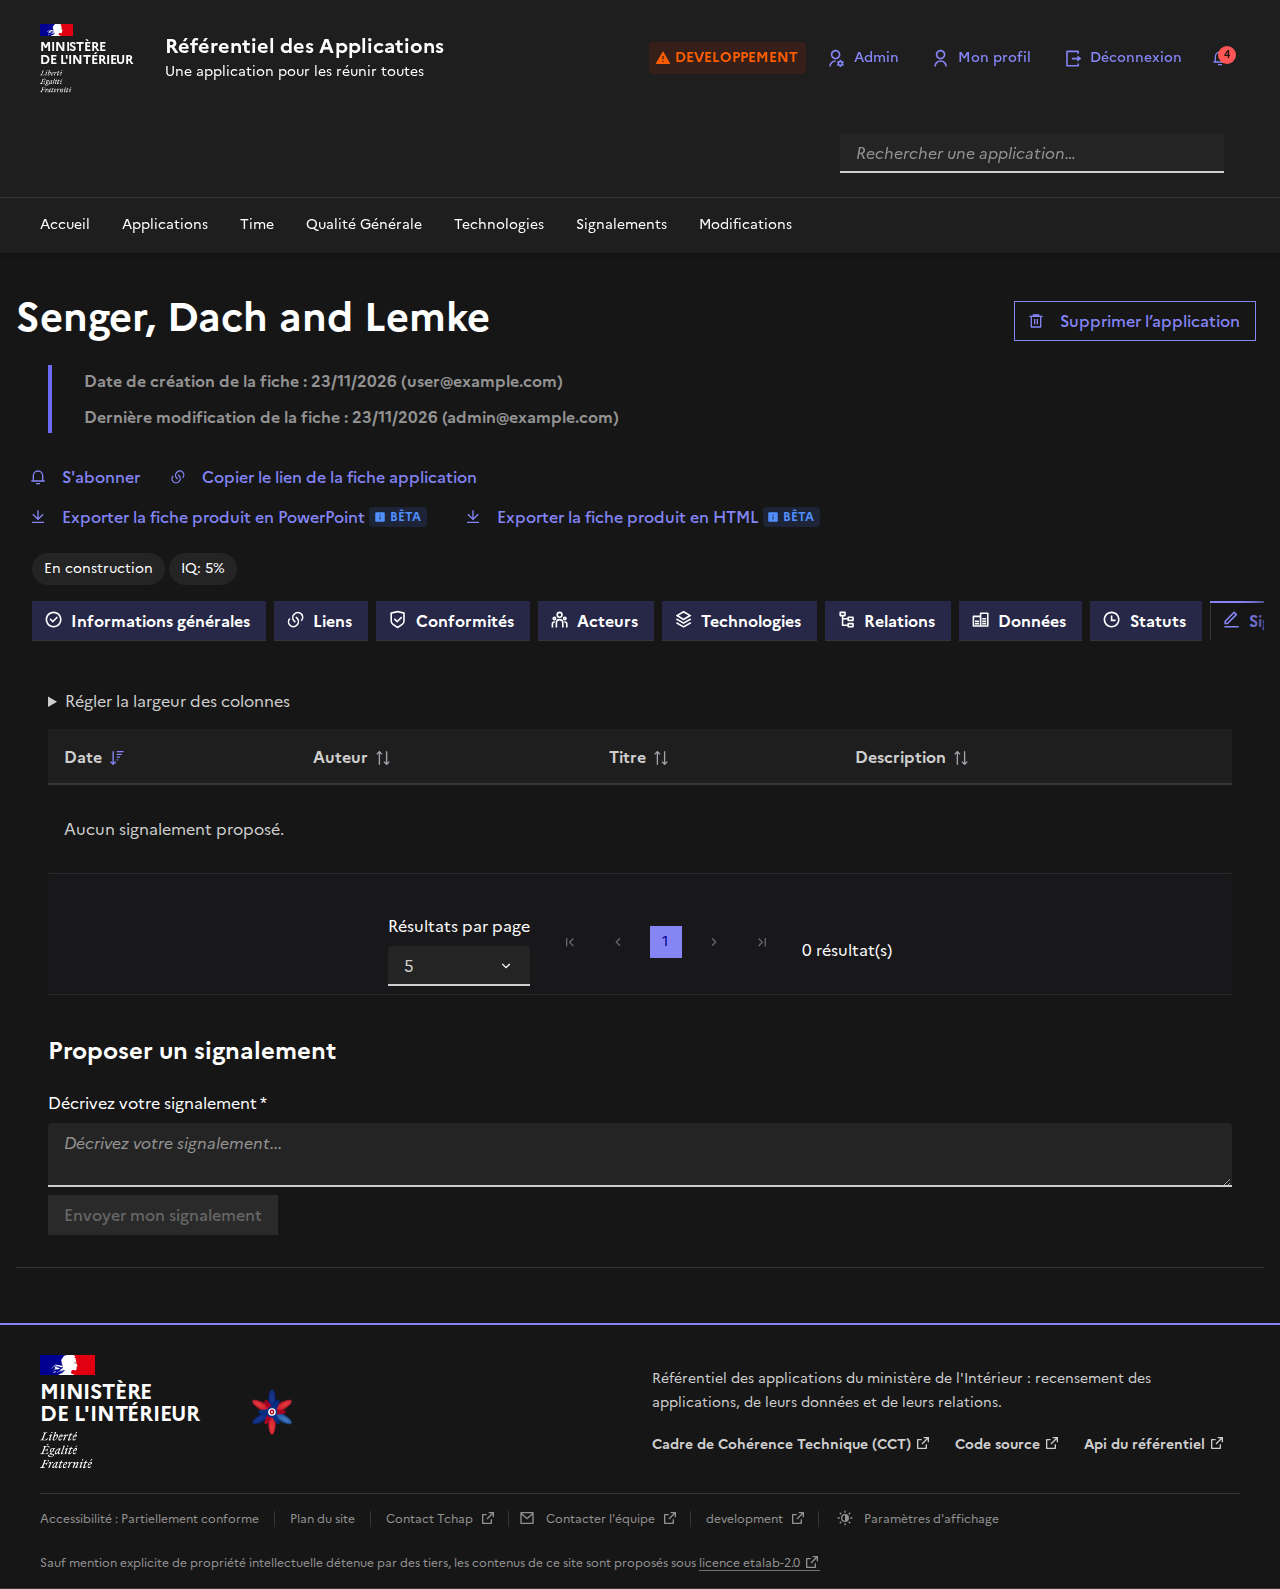 MINISTÈRE
DE L'INTÉRIEUR
Liberté
Égalité
Fraternité
Référentiel des Applications
Une application pour les réunir toutes
DEVELOPPEMENT
Admin
Mon profil
Déconnexion
4
Rechercher une application…
Accueil
Applications
Time
Qualité Générale
Technologies
Signalements
Modifications
Senger, Dach and Lemke
Supprimer l’application
Date de création de la fiche : 23/11/2026 (user@example.com)
Dernière modification de la fiche : 23/11/2026 (admin@example.com)
S'abonner
Copier le lien de la fiche application
Exporter la fiche produit en PowerPoint BÊTA
Exporter la fiche produit en HTML BÊTA
En construction
IQ: 5%
Informations générales
Liens
Conformités
Acteurs
Technologies
Relations
Données
Statuts
Régler la largeur des colonnes
Date
Auteur
Titre
Description
Aucun signalement proposé.
Résultats par page
5
1
0 résultat(s)
Proposer un signalement
Décrivez votre signalement *
Décrivez votre signalement...
Envoyer mon signalement
MINISTÈRE
DE L'INTÉRIEUR
Liberté
Égalité
Fraternité
Référentiel des applications du ministère de l'Intérieur : recensement des
applications, de leurs données et de leurs relations.
Cadre de Cohérence Technique (CCT)
Code source
Api du référentiel
Accessibilité : Partiellement conforme
Plan du site
Contact Tchap
Contacter l'équipe
development
Paramètres d'affichage
Sauf mention explicite de propriété intellectuelle détenue par des tiers, les contenus de ce site sont proposés sous licence etalab-2.0